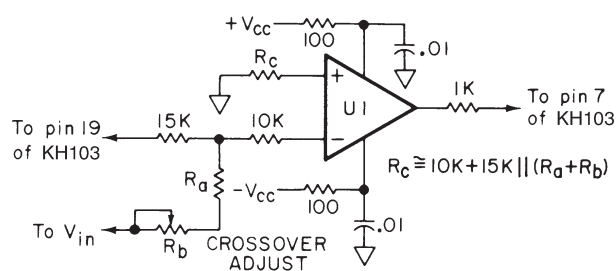 +Vcc
100
.01
Rc
+
U1
−
1K
To pin 7
of KH103
To pin 19
of KH103
15K
10K
Ra
Rc ≅ 10K+15K||(Ra+Rb)
−Vcc
100
.01
To Vin
Rb
CROSSOVER
ADJUST